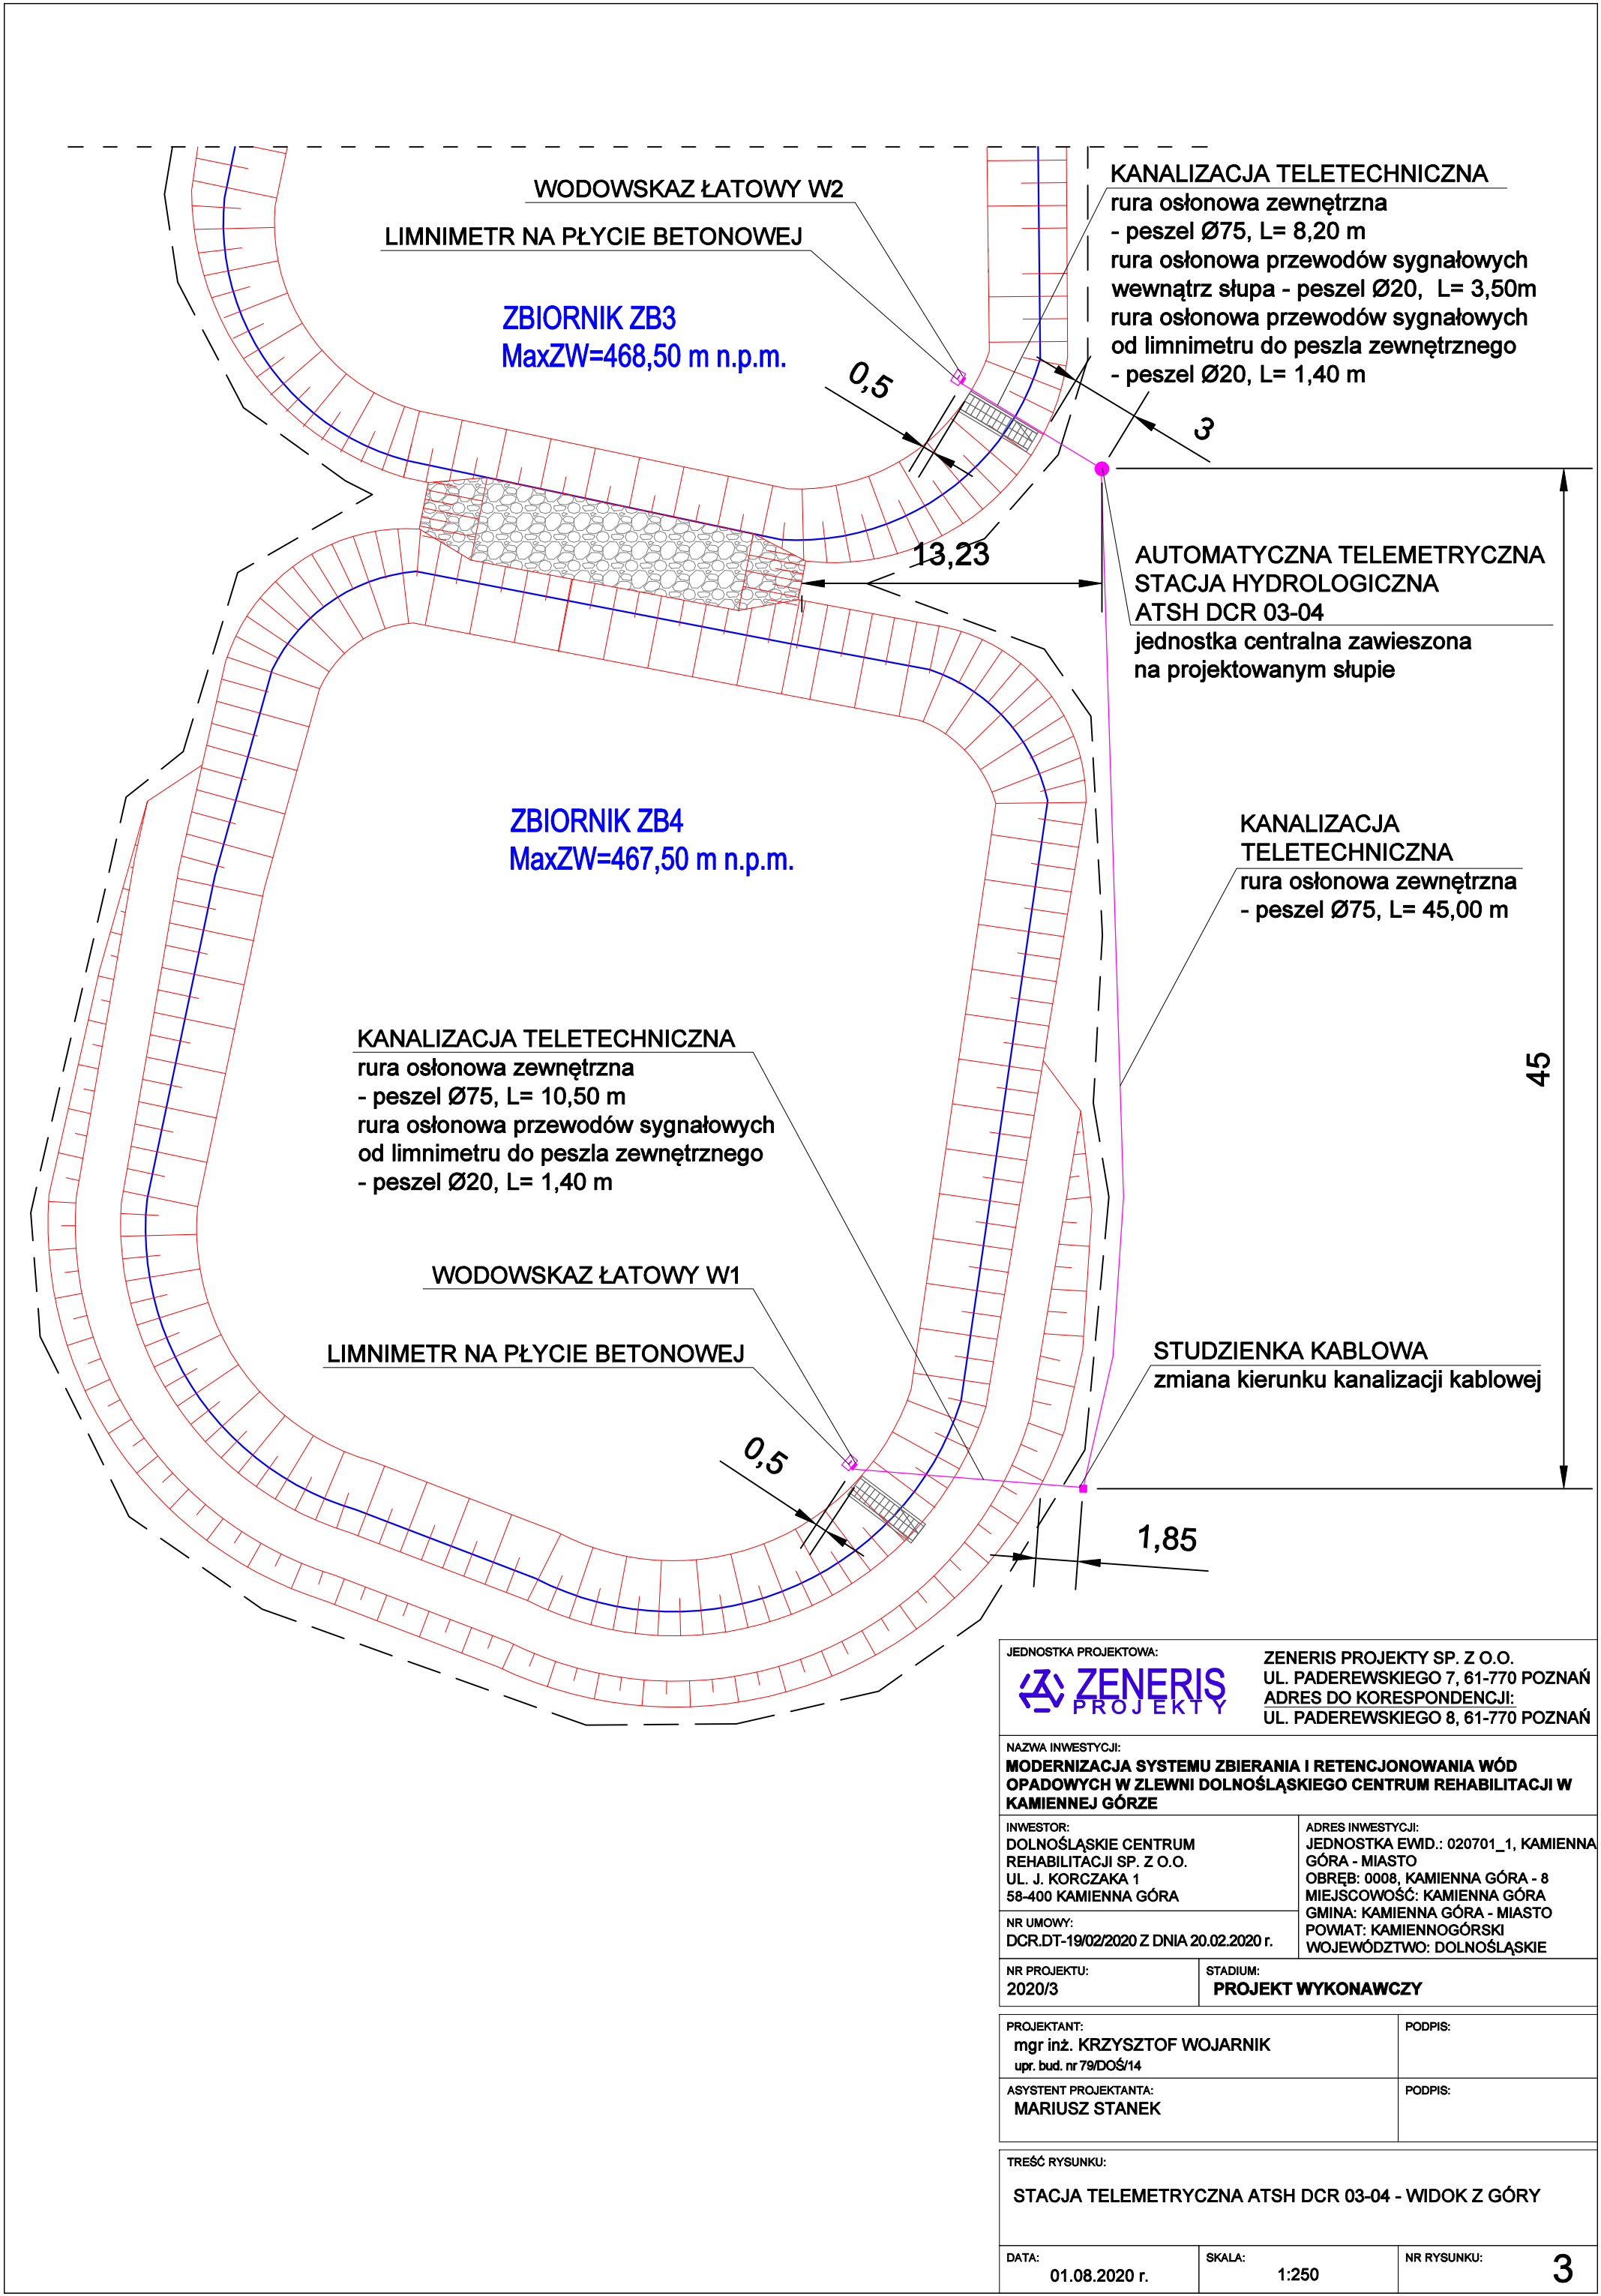 WODOWSKAZ ŁATOWY W2
LIMNIMETR NA PŁYCIE BETONOWEJ
ZBIORNIK ZB3
MaxZW=468,50 m n.p.m.
KANALIZACJA TELETECHNICZNA
rura osłonowa zewnętrzna
- peszel Ø75, L= 8,20 m
rura osłonowa przewodów sygnałowych
wewnątrz słupa - peszel Ø20, L= 3,50m
rura osłonowa przewodów sygnałowych
od limnimetru do peszla zewnętrznego
- peszel Ø20, L= 1,40 m
0,5
3
13,23
AUTOMATYCZNA TELEMETRYCZNA
STACJA HYDROLOGICZNA
ATSH DCR 03-04
jednostka centralna zawieszona
na projektowanym słupie
ZBIORNIK ZB4
MaxZW=467,50 m n.p.m.
KANALIZACJA
TELETECHNICZNA
rura osłonowa zewnętrzna
- peszel Ø75, L= 45,00 m
45
KANALIZACJA TELETECHNICZNA
rura osłonowa zewnętrzna
- peszel Ø75, L= 10,50 m
rura osłonowa przewodów sygnałowych
od limnimetru do peszla zewnętrznego
- peszel Ø20, L= 1,40 m
WODOWSKAZ ŁATOWY W1
LIMNIMETR NA PŁYCIE BETONOWEJ
STUDZIENKA KABLOWA
zmiana kierunku kanalizacji kablowej
0,5
1,85
JEDNOSTKA PROJEKTOWA:
ZENERIS
PROJEKTY
ZENERIS PROJEKTY SP. Z O.O.
UL. PADEREWSKIEGO 7, 61-770 POZNAŃ
ADRES DO KORESPONDENCJI:
UL. PADEREWSKIEGO 8, 61-770 POZNAŃ
NAZWA INWESTYCJI:
MODERNIZACJA SYSTEMU ZBIERANIA I RETENCJONOWANIA WÓD
OPADOWYCH W ZLEWNI DOLNOŚLĄSKIEGO CENTRUM REHABILITACJI W
KAMIENNEJ GÓRZE
INWESTOR:
DOLNOŚLĄSKIE CENTRUM
REHABILITACJI SP. Z O.O.
UL. J. KORCZAKA 1
58-400 KAMIENNA GÓRA
NR UMOWY:
DCR.DT-19/02/2020 Z DNIA 20.02.2020 r.
ADRES INWESTYCJI:
JEDNOSTKA EWID.: 020701_1, KAMIENNA
GÓRA - MIASTO
OBRĘB: 0008, KAMIENNA GÓRA - 8
MIEJSCOWOŚĆ: KAMIENNA GÓRA
GMINA: KAMIENNA GÓRA - MIASTO
POWIAT: KAMIENNOGÓRSKI
WOJEWÓDZTWO: DOLNOŚLĄSKIE
NR PROJEKTU:
2020/3
STADIUM:
PROJEKT WYKONAWCZY
PROJEKTANT:
mgr inż. KRZYSZTOF WOJARNIK
upr. bud. nr 79/DOŚ/14
PODPIS:
ASYSTENT PROJEKTANTA:
MARIUSZ STANEK
PODPIS:
TREŚĆ RYSUNKU:
STACJA TELEMETRYCZNA ATSH DCR 03-04 - WIDOK Z GÓRY
DATA:
01.08.2020 r.
SKALA:
1:250
NR RYSUNKU:
3